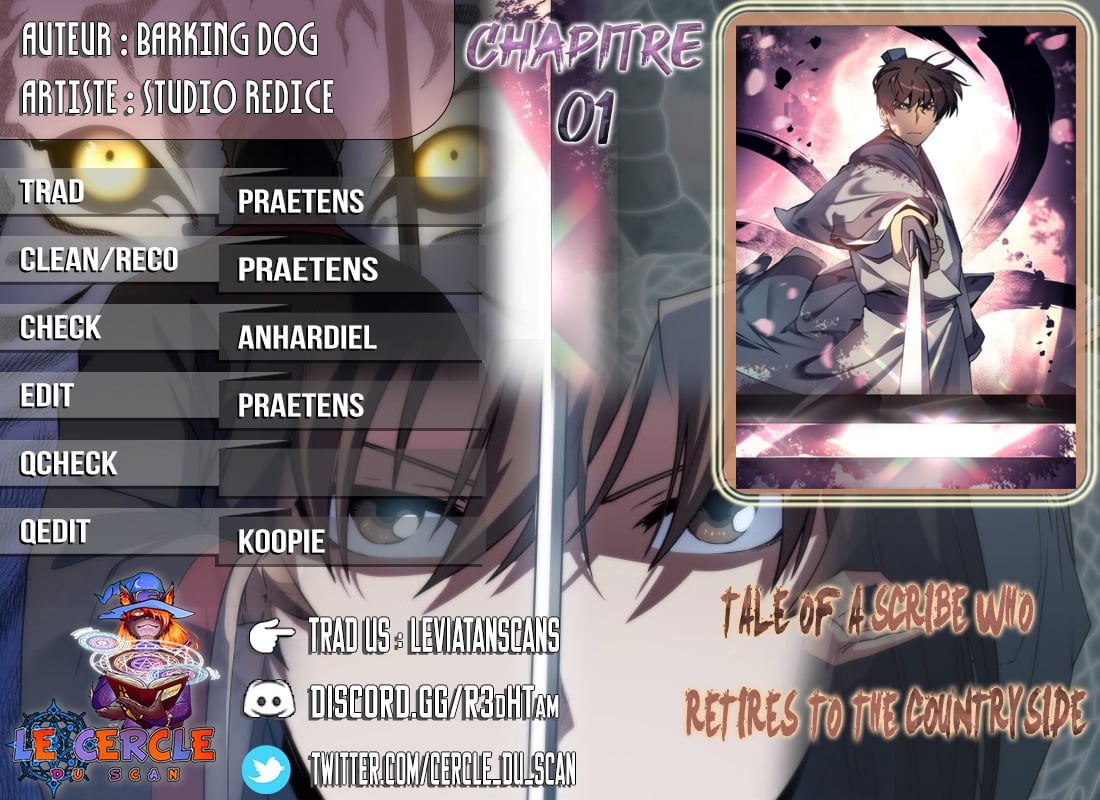 AUTEUR : BARKING DOG
ARTISTE : STUDIO REDICE
CHAPITRE
01
TRAD PRAETENS
CLEAN/RECO PRAETENS
CHECK ANHARDIEL
EDIT PRAETENS
QCHECK
QEDIT KOOPIE
TRAD US : LEVIATANSCANS
DISCORD.GG/R3DHTAM
TWITTER.COM/CERCLE_DU_SCAN
LE CERCLE
DU SCAN
TALE OF A SCRIBE WHO
RETIRES TO THE COUNTRYSIDE